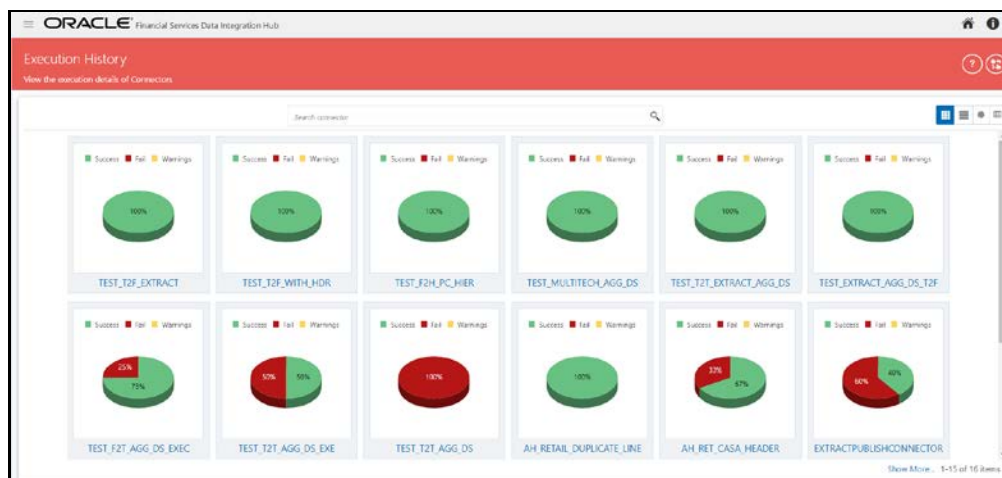 ORACLE® Financial Services Data Integration Hub
Execution History
View the execution details of Connectors
Search connector
Success Fail Warnings
100%
TEST_T2F_EXTRACT
Success Fail Warnings
100%
TEST_T2F_WITH_HDR
Success Fail Warnings
100%
TEST_F2H_PC_HIER
Success Fail Warnings
100%
TEST_MULTITECH_AGG_DS
Success Fail Warnings
100%
TEST_T2T_EXTRACT_AGG_DS
Success Fail Warnings
100%
TEST_EXTRACT_AGG_DS_T2F
Success Fail Warnings
25%
75%
TEST_F2T_AGG_DS_EXEC
Success Fail Warnings
50% 50%
TEST_T2T_AGG_DS_EXE
Success Fail Warnings
100%
TEST_T2T_AGG_DS
Success Fail Warnings
100%
AH_RETAIL_DUPLICATE_LINE
Success Fail Warnings
33%
67%
AH_RET_CASA_HEADER
Success Fail Warnings
40%
60%
EXTRACTPUBLISHCONNECTOR
Show More... 1-15 of 16 items